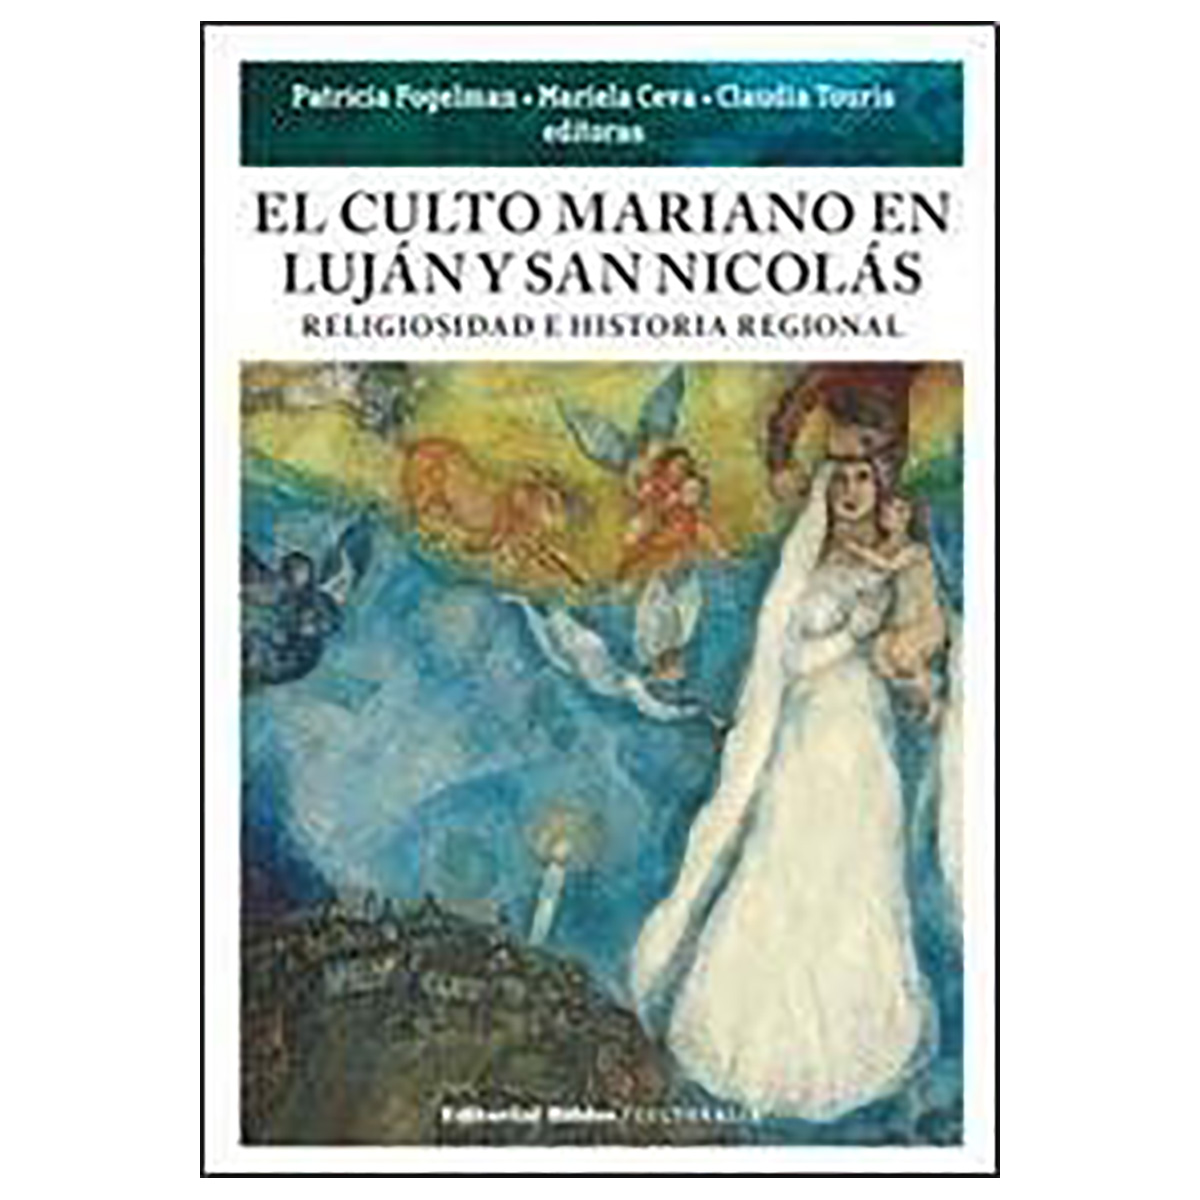 Patricia Fogelman • Mariela Ceva • Claudia Touris
editoras
EL CULTO MARIANO EN
LUJÁN Y SAN NICOLÁS
RELIGIOSIDAD E HISTORIA REGIONAL
Editorial Biblos / CULTURALIA